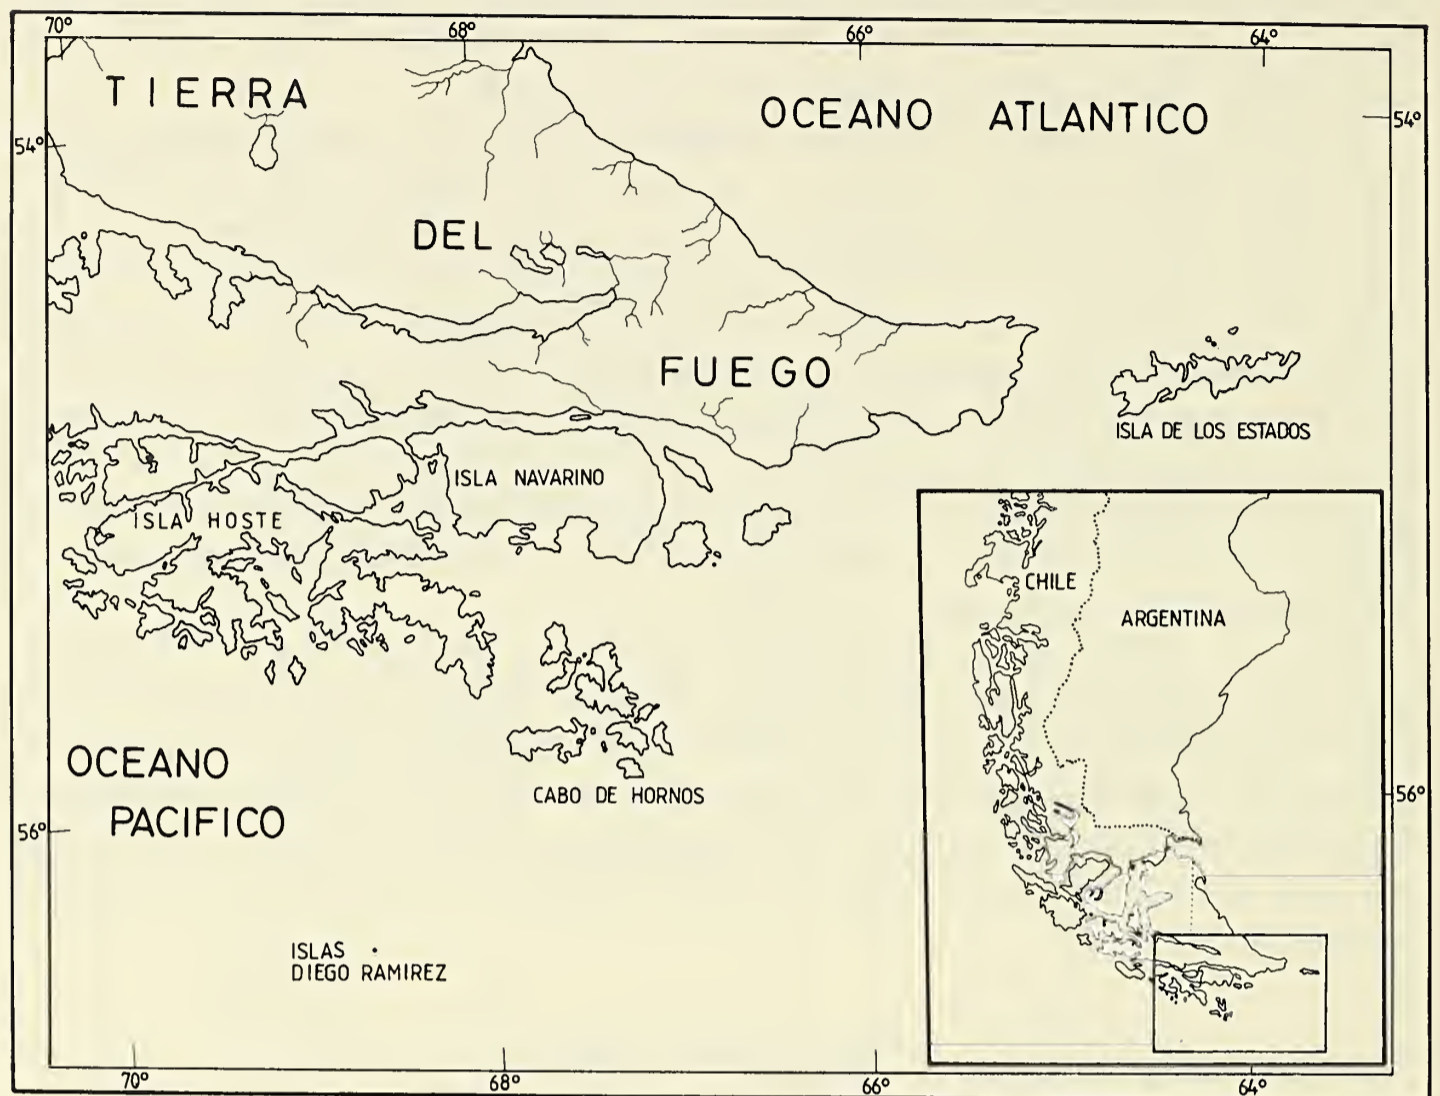 70°
68°
66°
64°
TIERRA
OCEANO ATLANTICO
54°
54°
DEL
FUEGO
ISLA DE LOS ESTADOS
ISLA NAVARINO
ISLA HOSTE
CHILE
ARGENTINA
OCEANO
PACIFICO
CABO DE HORNOS
56°
56°
ISLAS
DIEGO RAMIREZ
70°
68°
66°
64°